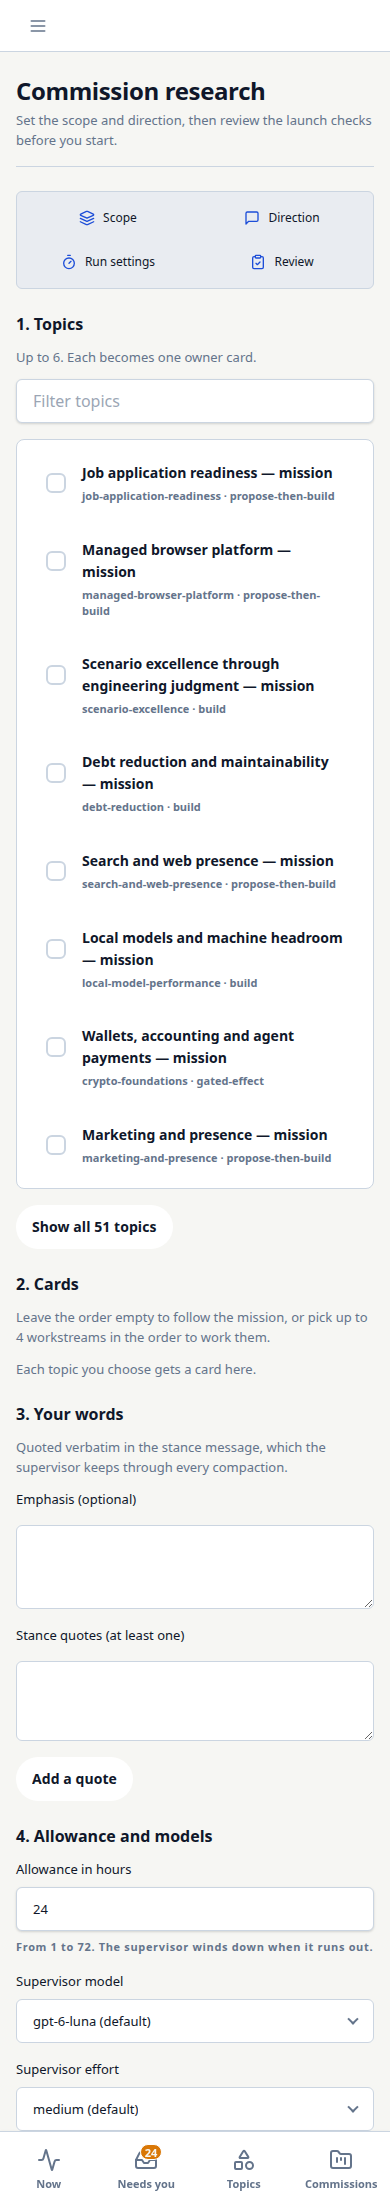 Commission research
Set the scope and direction, then review the launch checks
before you start.
Scope
Direction
Run settings
Review
1. Topics
Up to 6. Each becomes one owner card.
Filter topics
Job application readiness — mission
job-application-readiness · propose-then-build
Managed browser platform —
mission
managed-browser-platform · propose-then-
build
Scenario excellence through
engineering judgment — mission
scenario-excellence · build
Debt reduction and maintainability
— mission
debt-reduction · build
Search and web presence — mission
search-and-web-presence · propose-then-build
Local models and machine headroom
— mission
local-model-performance · build
Wallets, accounting and agent
payments — mission
crypto-foundations · gated-effect
Marketing and presence — mission
marketing-and-presence · propose-then-build
Show all 51 topics
2. Cards
Leave the order empty to follow the mission, or pick up to
4 workstreams in the order to work them.
Each topic you choose gets a card here.
3. Your words
Quoted verbatim in the stance message, which the
supervisor keeps through every compaction.
Emphasis (optional)
Stance quotes (at least one)
Add a quote
4. Allowance and models
Allowance in hours
24
From 1 to 72. The supervisor winds down when it runs out.
Supervisor model
gpt-6-luna (default)
Supervisor effort
medium (default)
24
Now
Needs you
Topics
Commissions